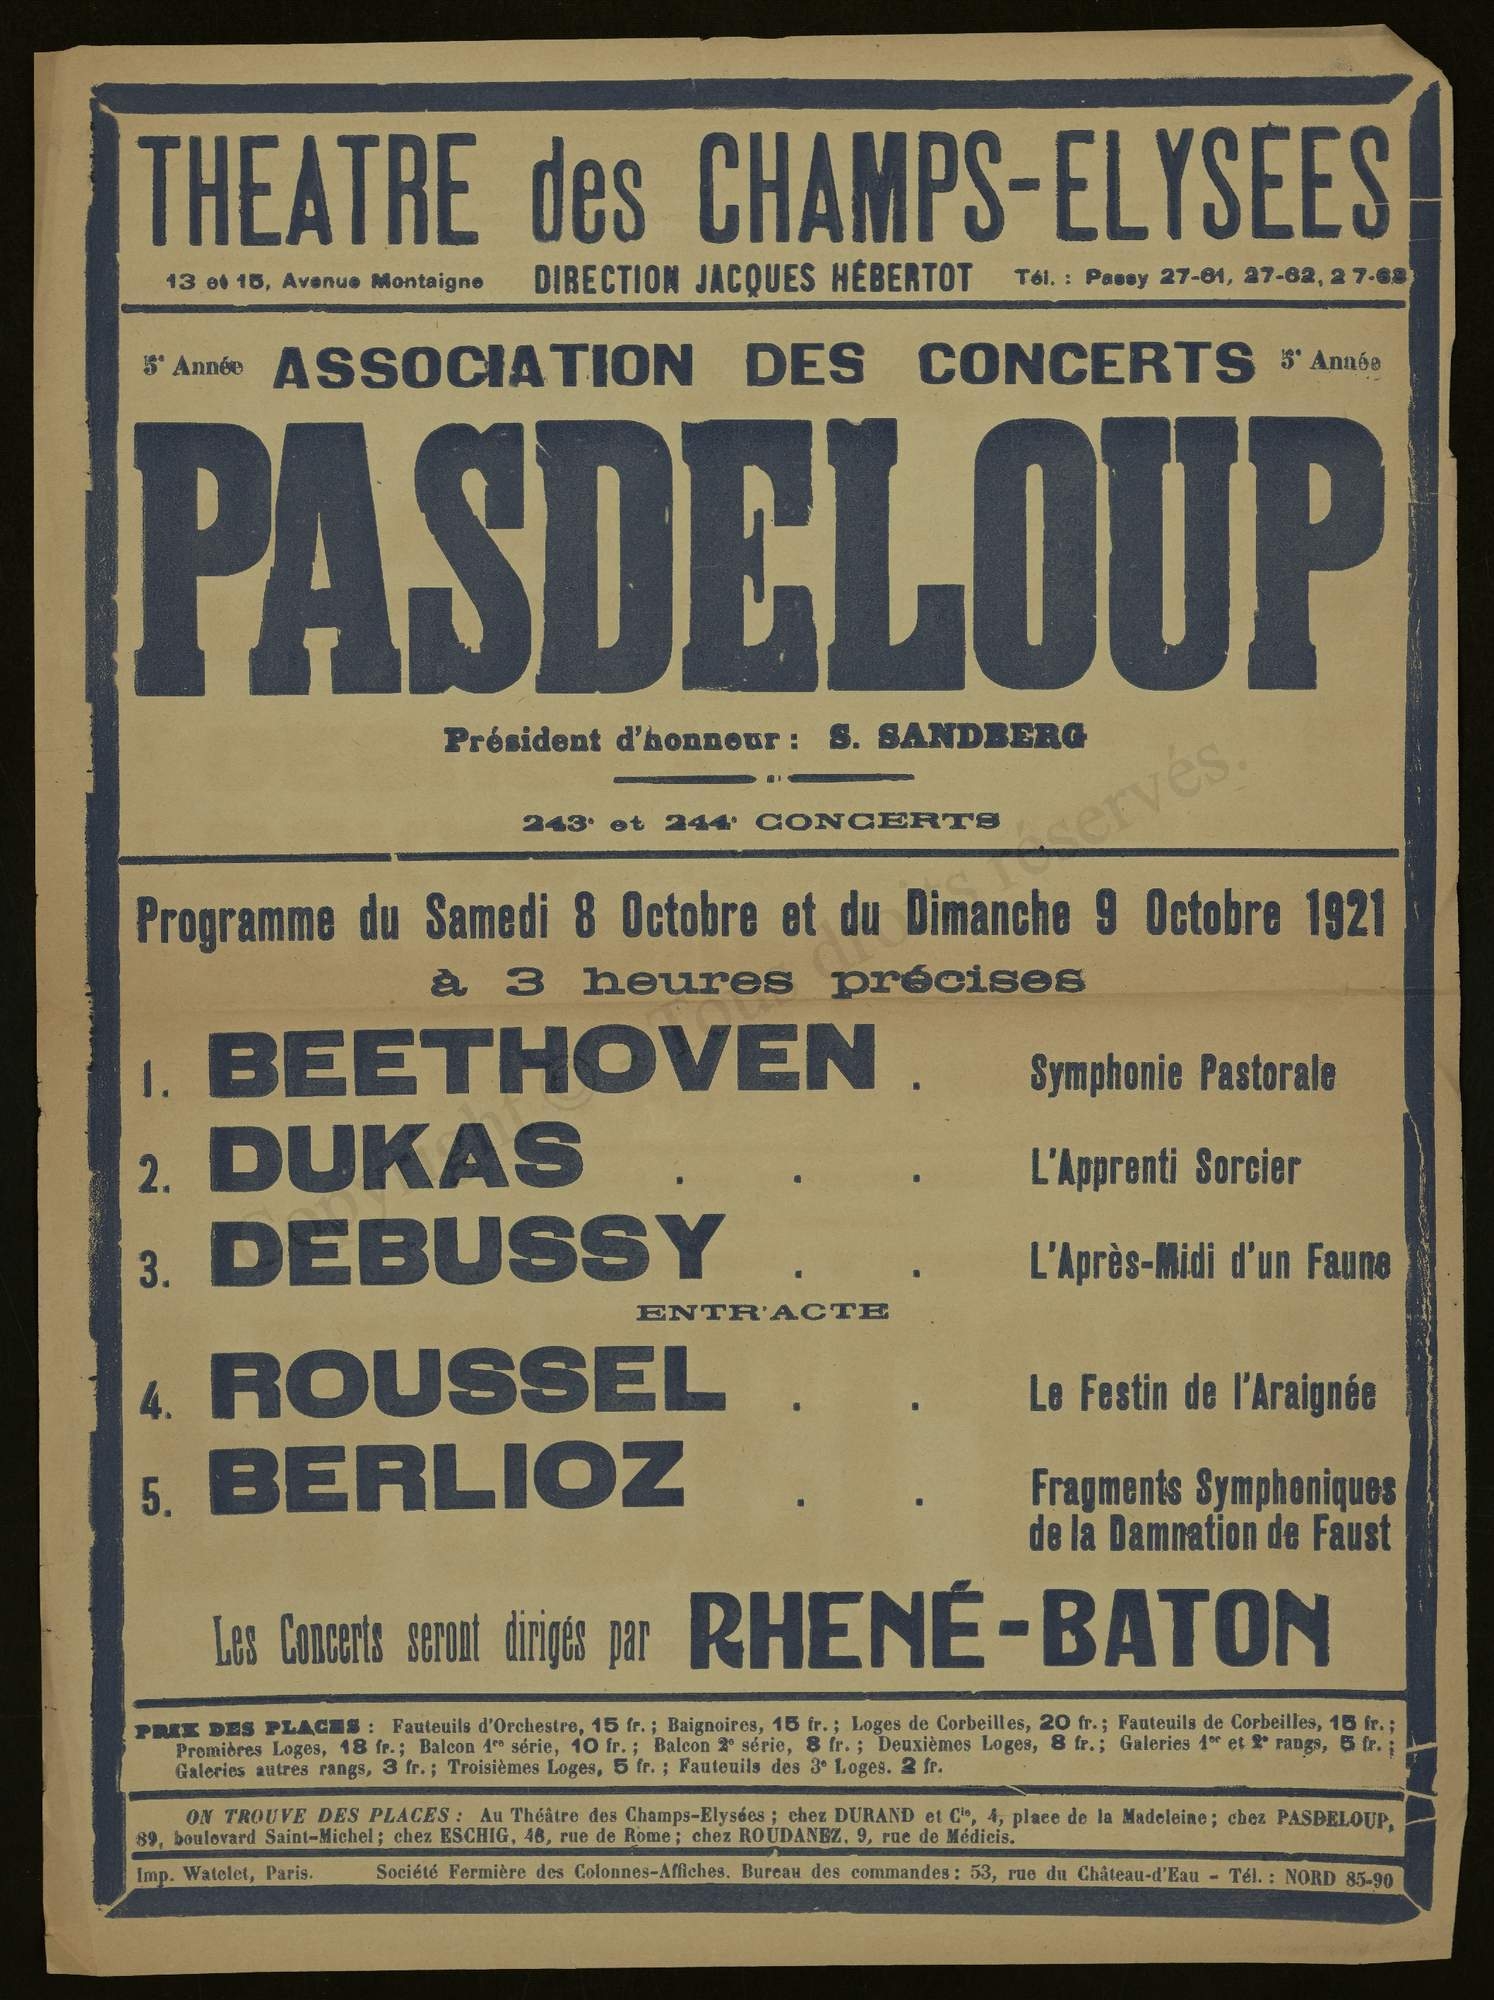 THEATRE des CHAMPS-ELYSÉES
13 et 15, Avenue Montaigne DIRECTION JACQUES HÉBERTOT Tél. : Passy 27-61, 27-62, 27-63
5e Année ASSOCIATION DES CONCERTS 5e Année
PASDELOUP
Président d'honneur : S. SANDBERG
243e et 244e CONCERTS
Programme du Samedi 8 Octobre et du Dimanche 9 Octobre 1921
à 3 heures précises
1. BEETHOVEN . Symphonie Pastorale
2. DUKAS . . . L'Apprenti Sorcier
3. DEBUSSY . . L'Après-Midi d'un Faune
ENTR'ACTE
4. ROUSSEL . . Le Festin de l'Araignée
5. BERLIOZ . . Fragments Symphoniques
de la Damnation de Faust
Les Concerts seront dirigés par RHENÉ-BATON
PRIX DES PLACES : Fauteuils d'Orchestre, 15 fr. ; Baignoires, 15 fr. ; Loges de Corbeilles, 20 fr. ; Fauteuils de Corbeilles, 15 fr. ;
Premières Loges, 18 fr. ; Balcon 1re série, 10 fr. ; Balcon 2e série, 8 fr. ; Deuxièmes Loges, 8 fr. ; Galeries 1er et 2e rangs, 5 fr. ;
Galeries autres rangs, 3 fr. ; Troisièmes Loges, 5 fr. ; Fauteuils des 3e Loges. 2 fr.
ON TROUVE DES PLACES : Au Théâtre des Champs-Elysées ; chez DURAND et Cie, 4, place de la Madeleine ; chez PASDELOUP,
89, boulevard Saint-Michel ; chez ESCHIG, 48, rue de Rome ; chez ROUDANEZ, 9, rue de Médicis.
Imp. Watelet, Paris. Société Fermière des Colonnes-Affiches. Bureau des commandes : 53, rue du Château-d'Eau - Tél. : NORD 85-90
Copyright © - Tous droits réservés.